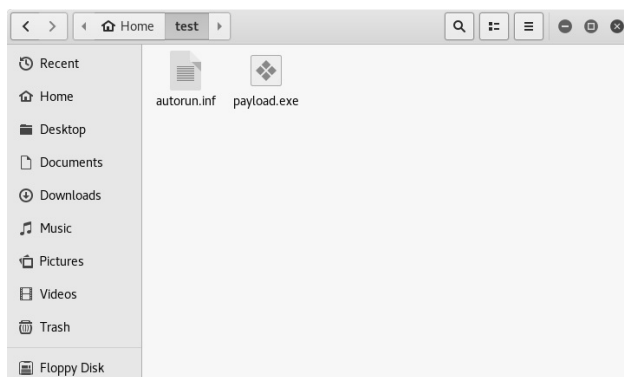 Home test
Recent
Home
Desktop
Documents
Downloads
Music
Pictures
Videos
Trash
Floppy Disk
autorun.inf payload.exe